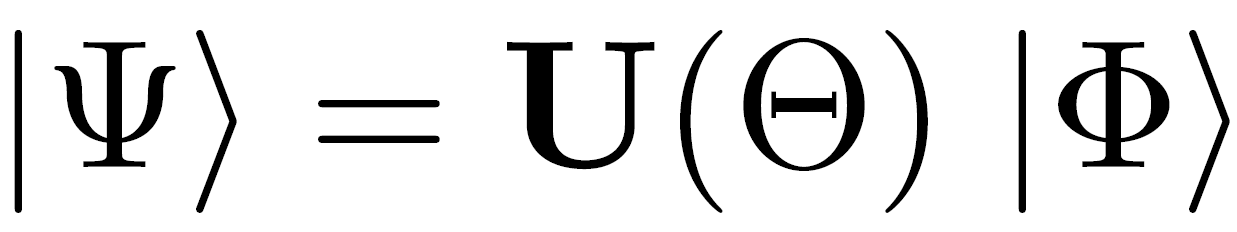 |Ψ⟩ = 𝐔(Θ) |Φ⟩